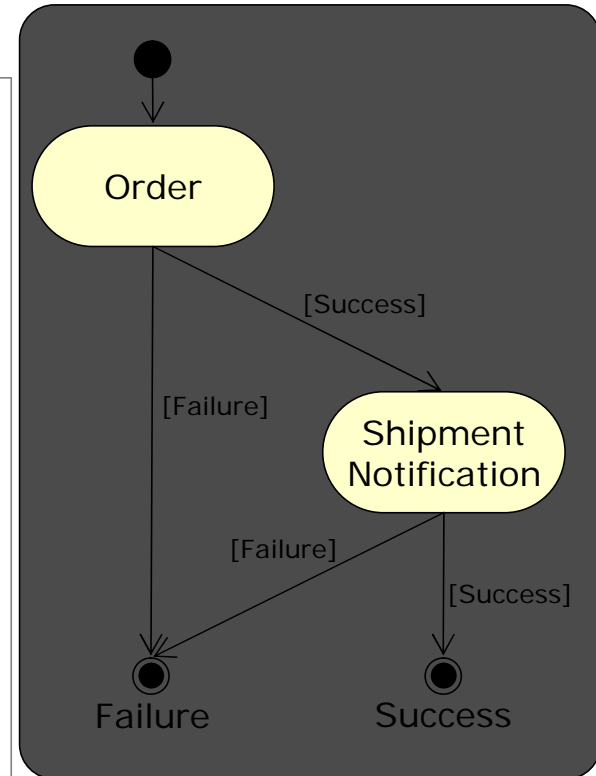 Order
[Success]
[Failure]
Shipment
Notification
[Failure]
[Success]
Failure
Success